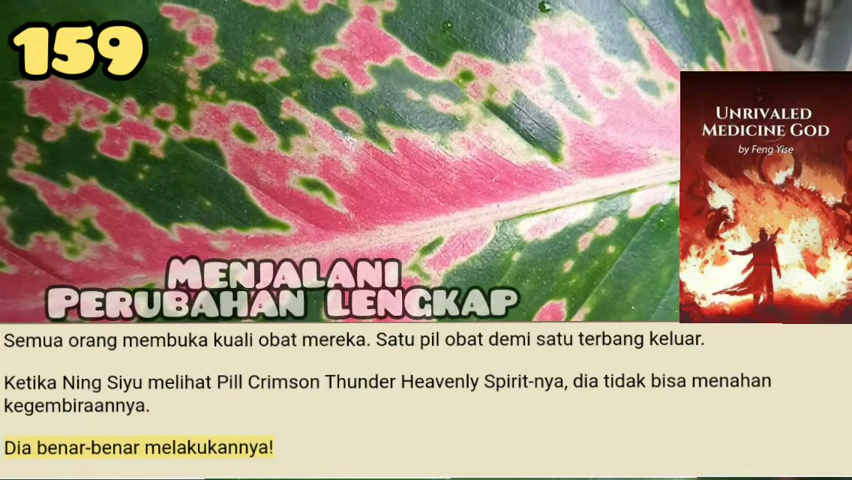 159
UNRIVALED
MEDICINE GOD
by Feng Yise
MENJALANI
PERUBAHAN LENGKAP
Semua orang membuka kuali obat mereka. Satu pil obat demi satu terbang keluar.
Ketika Ning Siyu melihat Pill Crimson Thunder Heavenly Spirit-nya, dia tidak bisa menahan
kegembiraannya.
Dia benar-benar melakukannya!